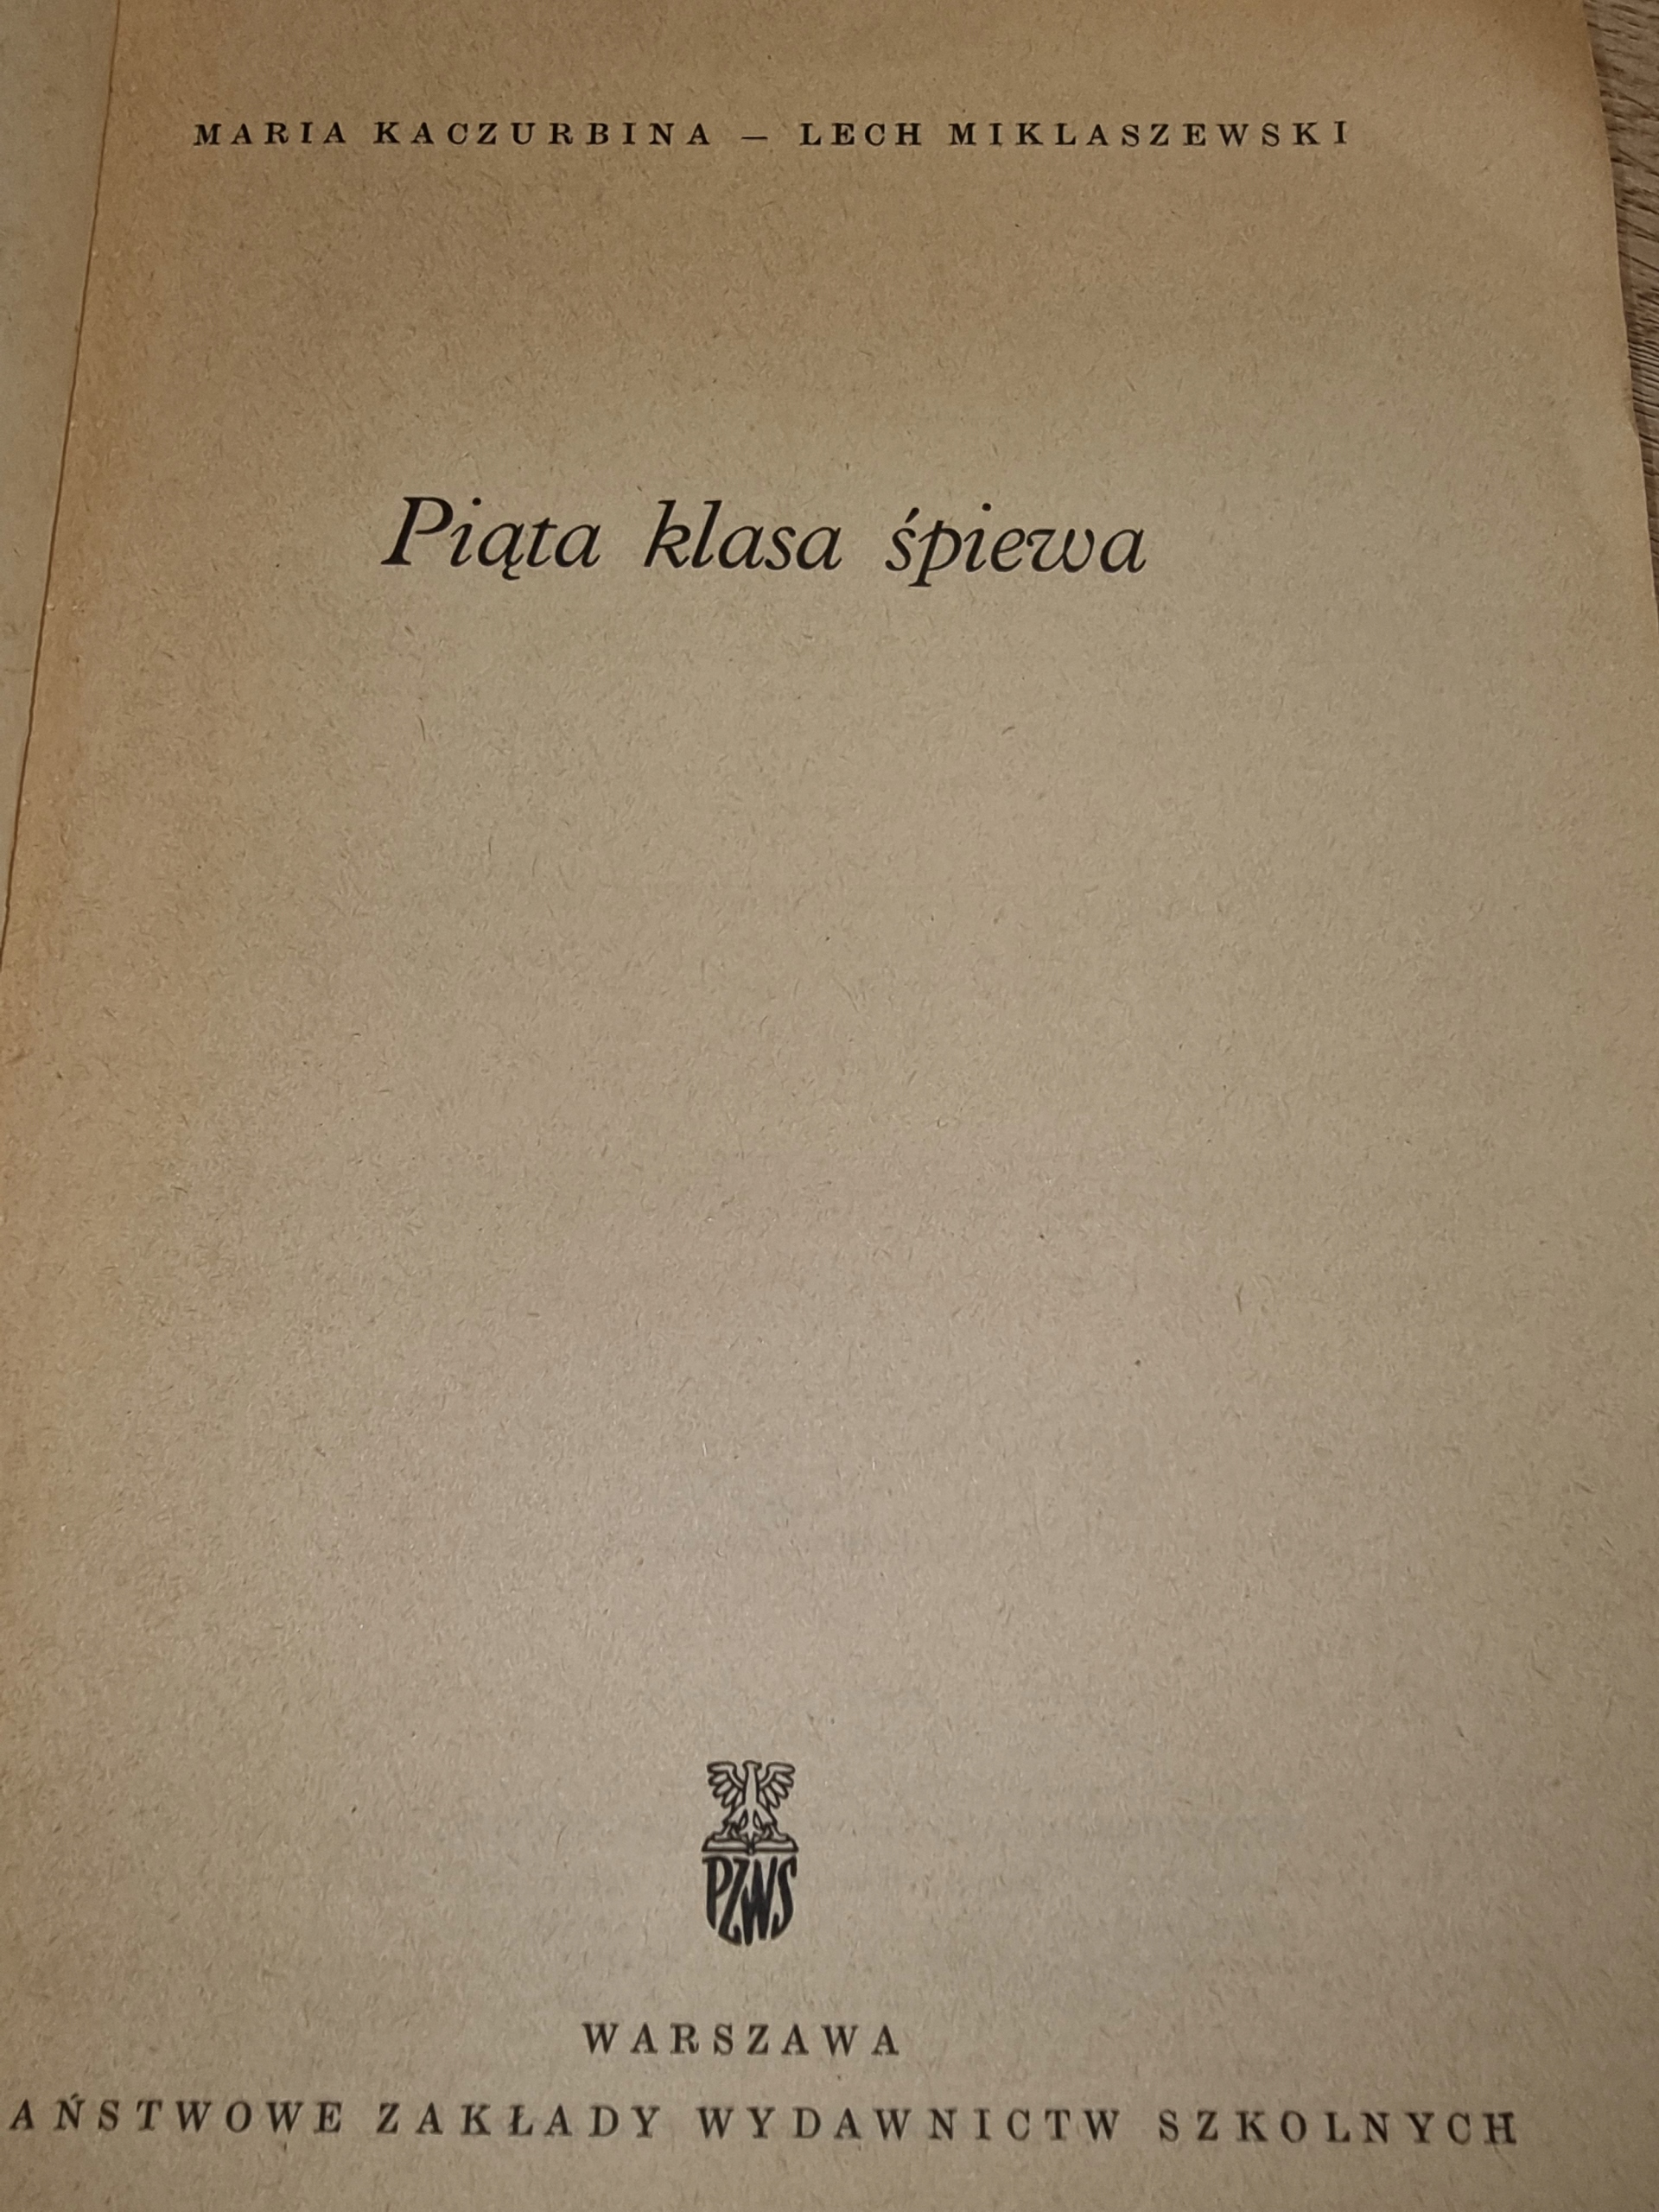 MARIA KACZURBINA — LECH MIKLASZEWSKI
Piąta klasa śpiewa
PZWS
WARSZAWA
AŃSTWOWE ZAKŁADY WYDAWNICTW SZKOLNYCH